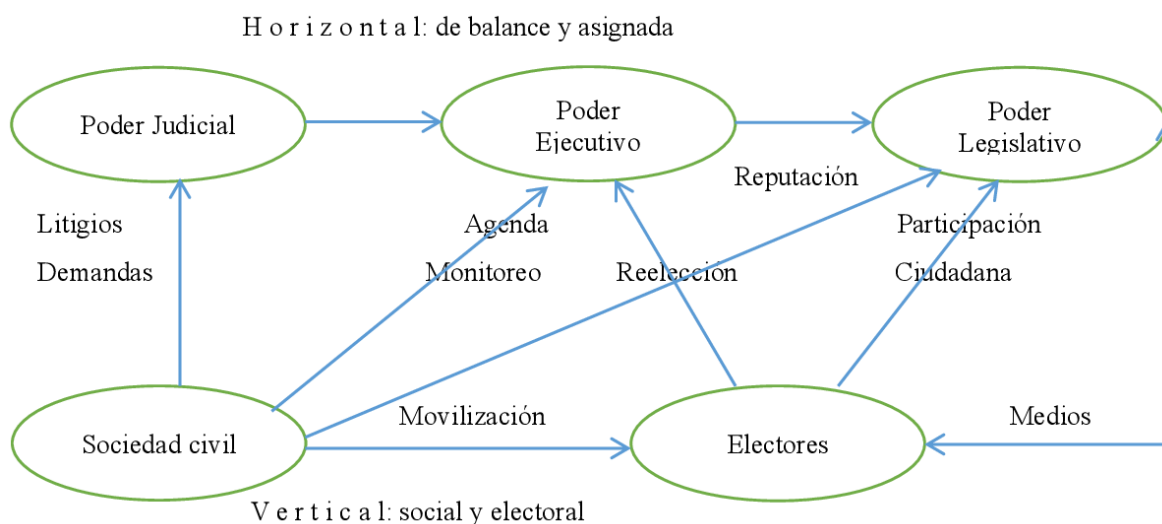 H o r i z o n t a l: de balance y asignada
Poder Judicial
Poder
Ejecutivo
Poder
Legislativo
Reputación
Litigios
Agenda
Participación
Demandas
Monitoreo
Reelección
Ciudadana
Movilización
Medios
Sociedad civil
Electores
V e r t i c a l: social y electoral